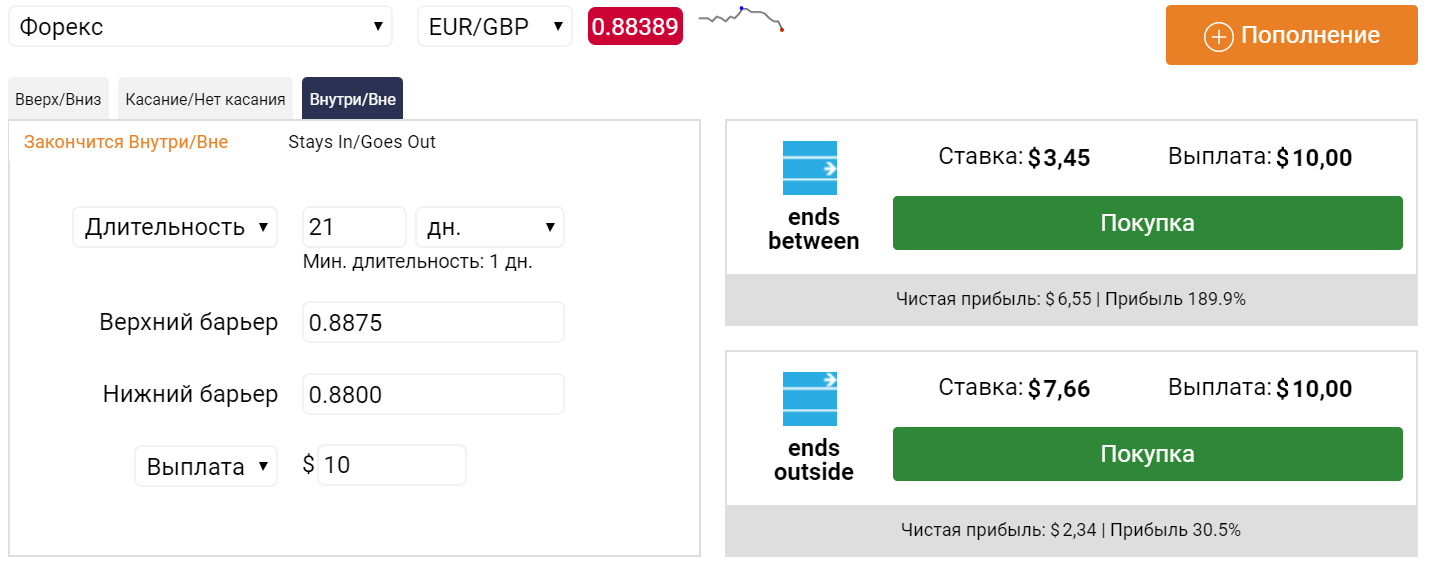 Форекс
EUR/GBP
0.88389
Пополнение
Вверх/Вниз
Касание/Нет касания
Внутри/Вне
Закончится Внутри/Вне
Stays In/Goes Out
Длительность
21
дн.
Мин. длительность: 1 дн.
Верхний барьер
0.8875
Нижний барьер
0.8800
Выплата
$ 10
ends
between
Ставка: $3,45
Выплата: $10,00
Покупка
Чистая прибыль: $6,55 | Прибыль 189.9%
ends
outside
Ставка: $7,66
Выплата: $10,00
Покупка
Чистая прибыль: $2,34 | Прибыль 30.5%